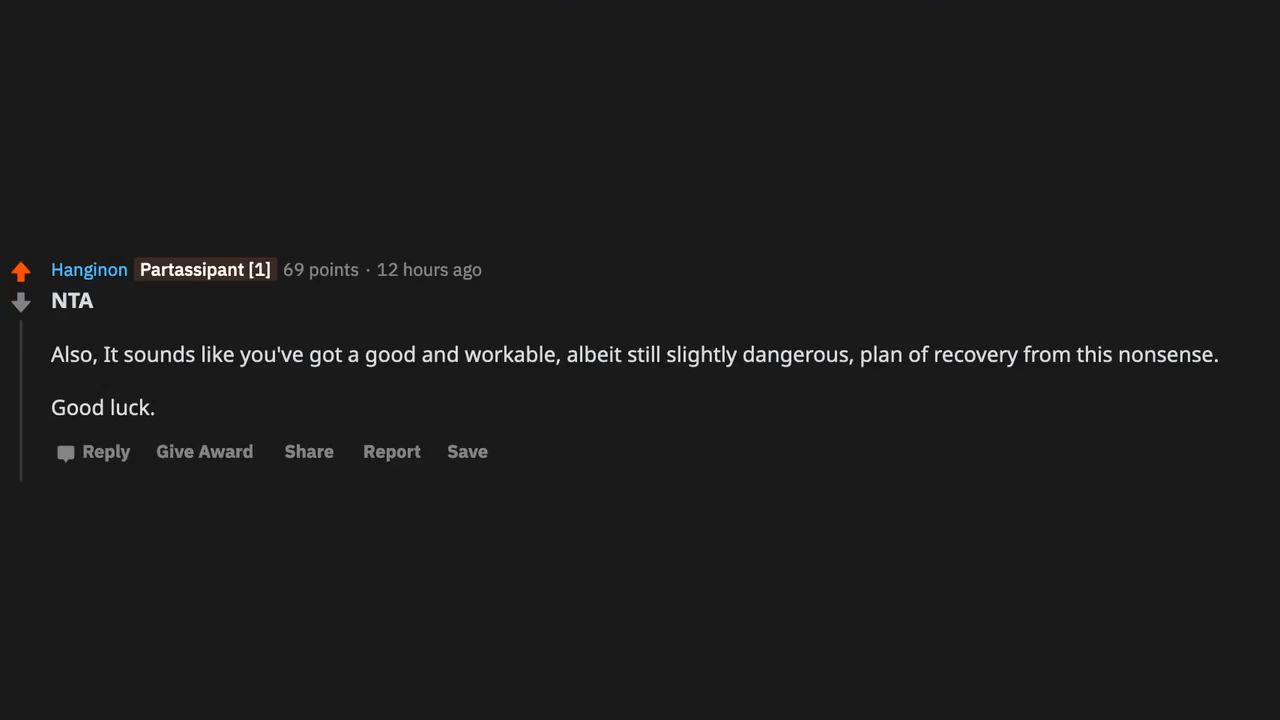 Hanginon Partassipant [1] 69 points · 12 hours ago
NTA
Also, It sounds like you've got a good and workable, albeit still slightly dangerous, plan of recovery from this nonsense.
Good luck.
Reply Give Award Share Report Save